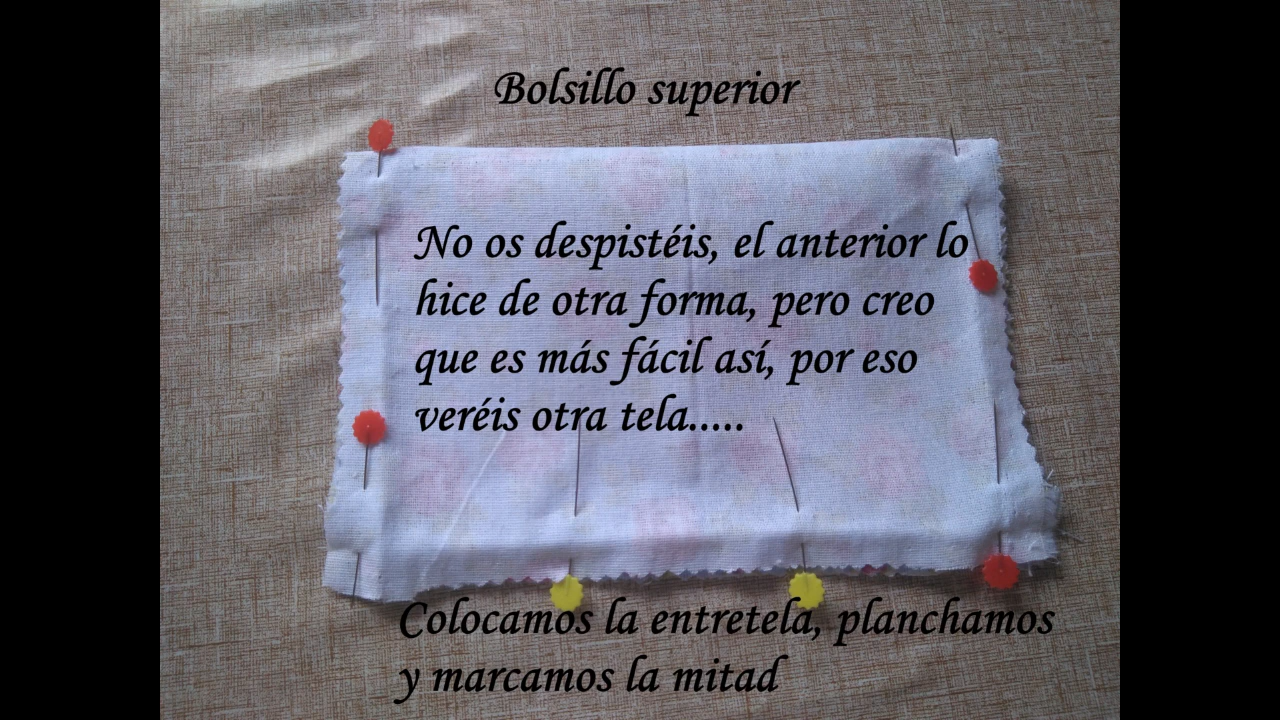 Bolsillo superior
No os despistéis, el anterior lo
hice de otra forma, pero creo
que es más fácil así, por eso
veréis otra tela.....
Colocamos la entretela, planchamos
y marcamos la mitad